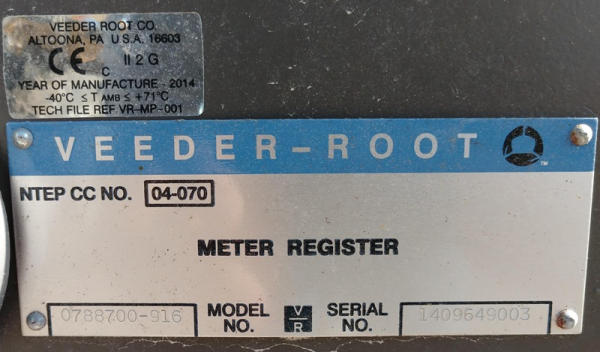 VEEDER ROOT CO.
ALTOONA, PA U.S.A. 16603
CE C II 2 G
YEAR OF MANUFACTURE - 2014
-40°C ≤ T AMB ≤ +71°C
TECH FILE REF VR-MP-001
VEEDER-ROOT ™
NTEP CC NO. 04-070
METER REGISTER
0788700-916 MODEL NO. V/R SERIAL NO. 1409649003